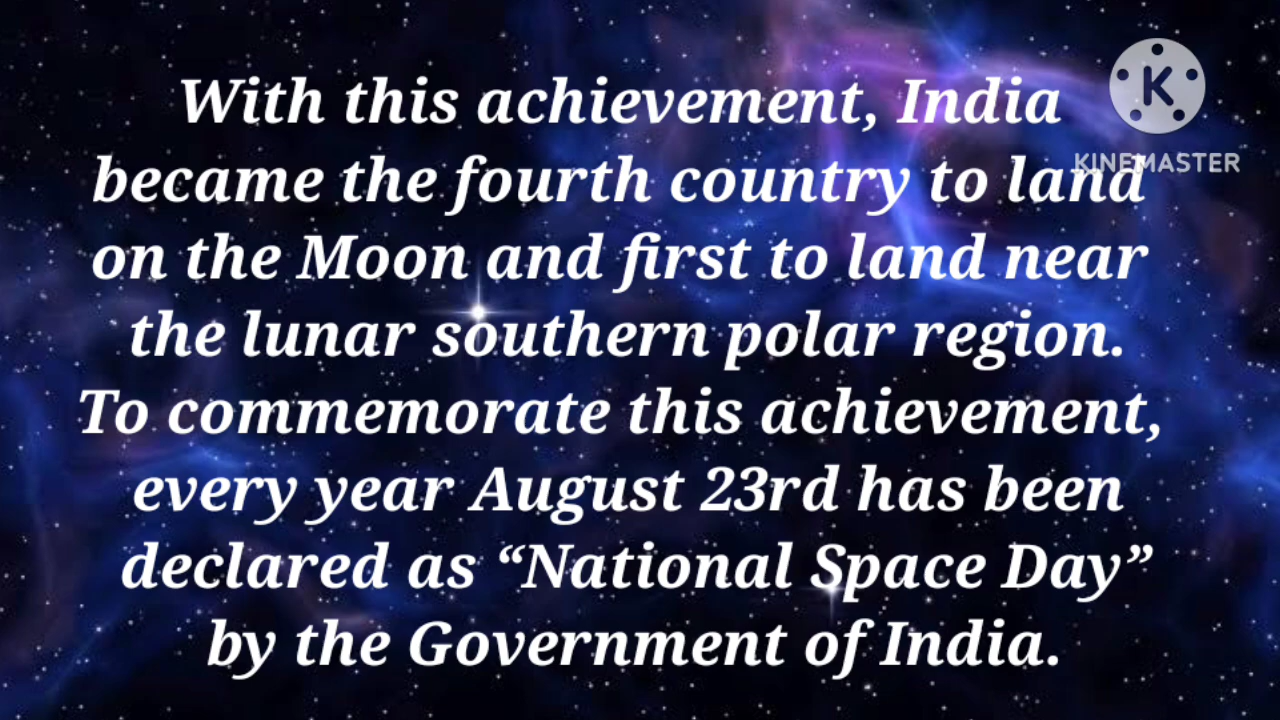 With this achievement, India
became the fourth country to land
on the Moon and first to land near
the lunar southern polar region.
To commemorate this achievement,
every year August 23rd has been
declared as “National Space Day”
by the Government of India.
K
KINEMASTER